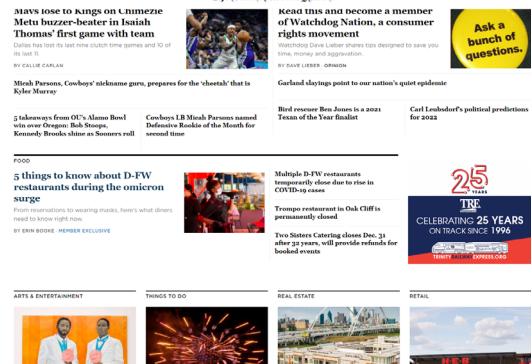 Mavs lose to Kings on Chimezie
Metu buzzer-beater in Isaiah
Thomas' first game with team
Dallas has lost its last nine clutch time games and 10 of
its last 11.
BY CALLIE CAPLAN
Read this and become a member
of Watchdog Nation, a consumer
rights movement
Watchdog Dave Lieber shares tips designed to save you
time, money and aggravation.
BY DAVE LIEBER · OPINION
Ask a
bunch of
questions.
Micah Parsons, Cowboys' nickname guru, prepares for the 'cheetah' that is
Kyler Murray
Garland slayings point to our nation's quiet epidemic
5 takeaways from OU's Alamo Bowl
win over Oregon: Bob Stoops,
Kennedy Brooks shine as Sooners roll
Cowboys LB Micah Parsons named
Defensive Rookie of the Month for
second time
Bird rescuer Ben Jones is a 2021
Texan of the Year finalist
Carl Leubsdorf's political predictions
for 2022
FOOD
5 things to know about D-FW
restaurants during the omicron
surge
From reservations to wearing masks, here's what diners
need to know right now.
BY ERIN BOOKE · MEMBER EXCLUSIVE
Multiple D-FW restaurants
temporarily close due to rise in
COVID-19 cases
Trompo restaurant in Oak Cliff is
permanently closed
Two Sisters Catering closes Dec. 31
after 32 years, will provide refunds for
booked events
25
YEARS
TRE
CELEBRATING 25 YEARS
ON TRACK SINCE 1996
TRINITYRAILWAYEXPRESS.ORG
ARTS & ENTERTAINMENT
THINGS TO DO
REAL ESTATE
RETAIL
H-E-B